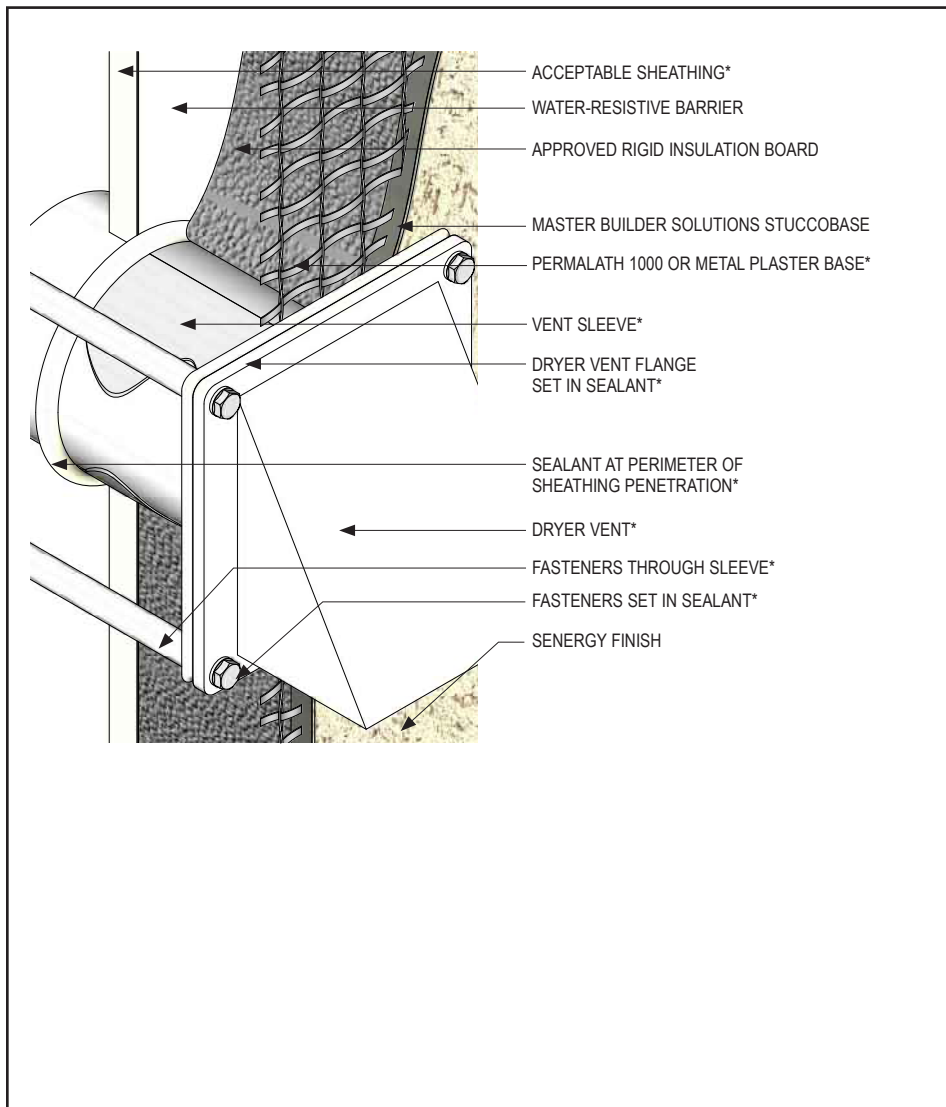 ACCEPTABLE SHEATHING*
WATER-RESISTIVE BARRIER
APPROVED RIGID INSULATION BOARD
MASTER BUILDER SOLUTIONS STUCCOBASE
PERMALATH 1000 OR METAL PLASTER BASE*
VENT SLEEVE*
DRYER VENT FLANGE
SET IN SEALANT*
SEALANT AT PERIMETER OF
SHEATHING PENETRATION*
DRYER VENT*
FASTENERS THROUGH SLEEVE*
FASTENERS SET IN SEALANT*
SENERGY FINISH